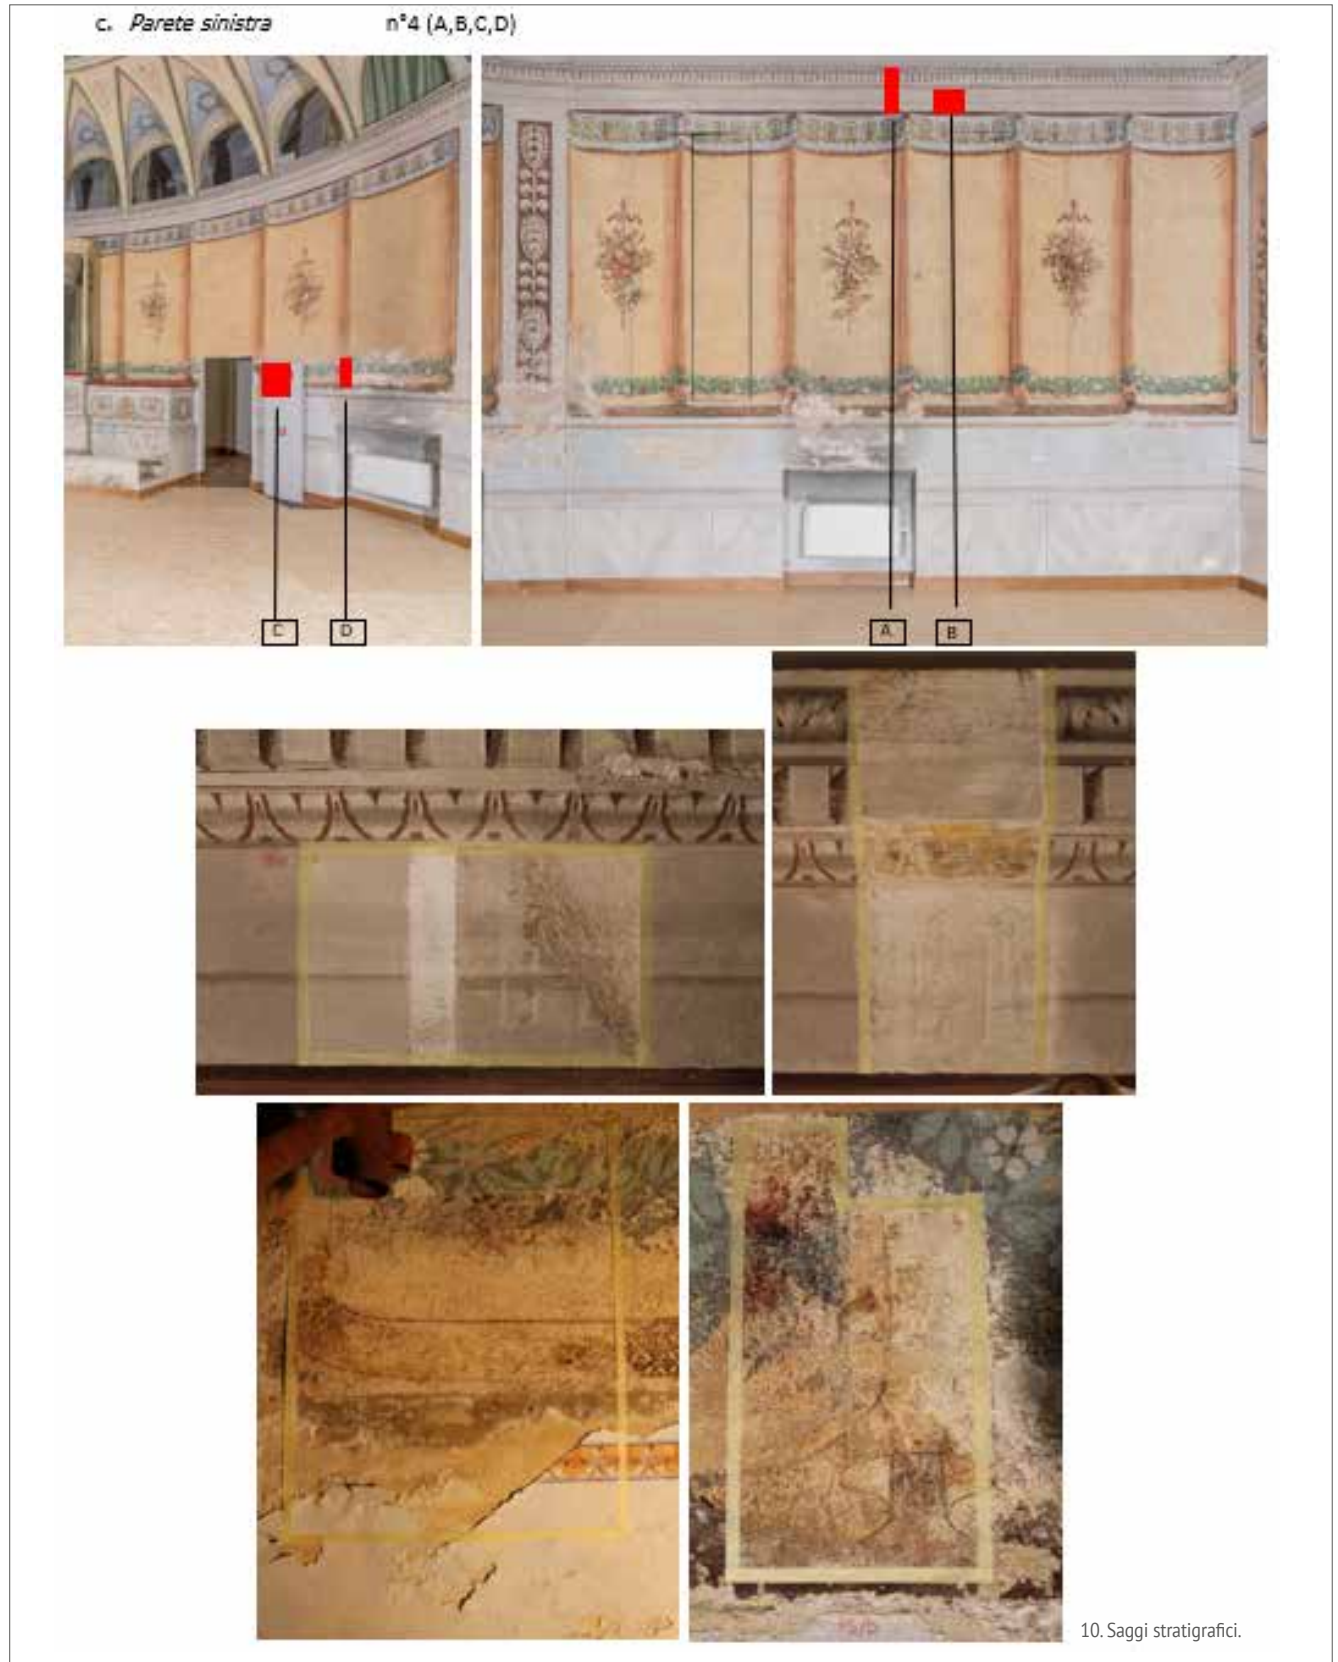 c. Parete sinistra n°4 (A,B,C,D)
C
D
A
B
10. Saggi stratigrafici.